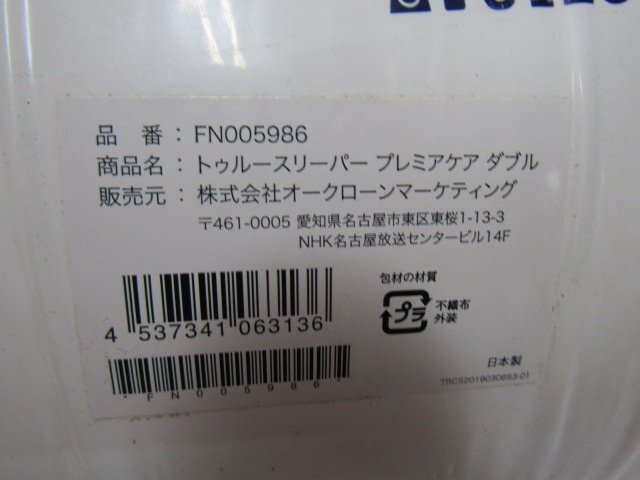 品　番：FN005986
商品名：トゥルースリーパー プレミアケア ダブル
販売元：株式会社オークローンマーケティング
〒461-0005 愛知県名古屋市東区東桜1-13-3
NHK名古屋放送センタービル14F
包材の材質
プラ
不織布
外装
4 537341 063136
日本製
*FN005986*
TRCS20190306S3-01